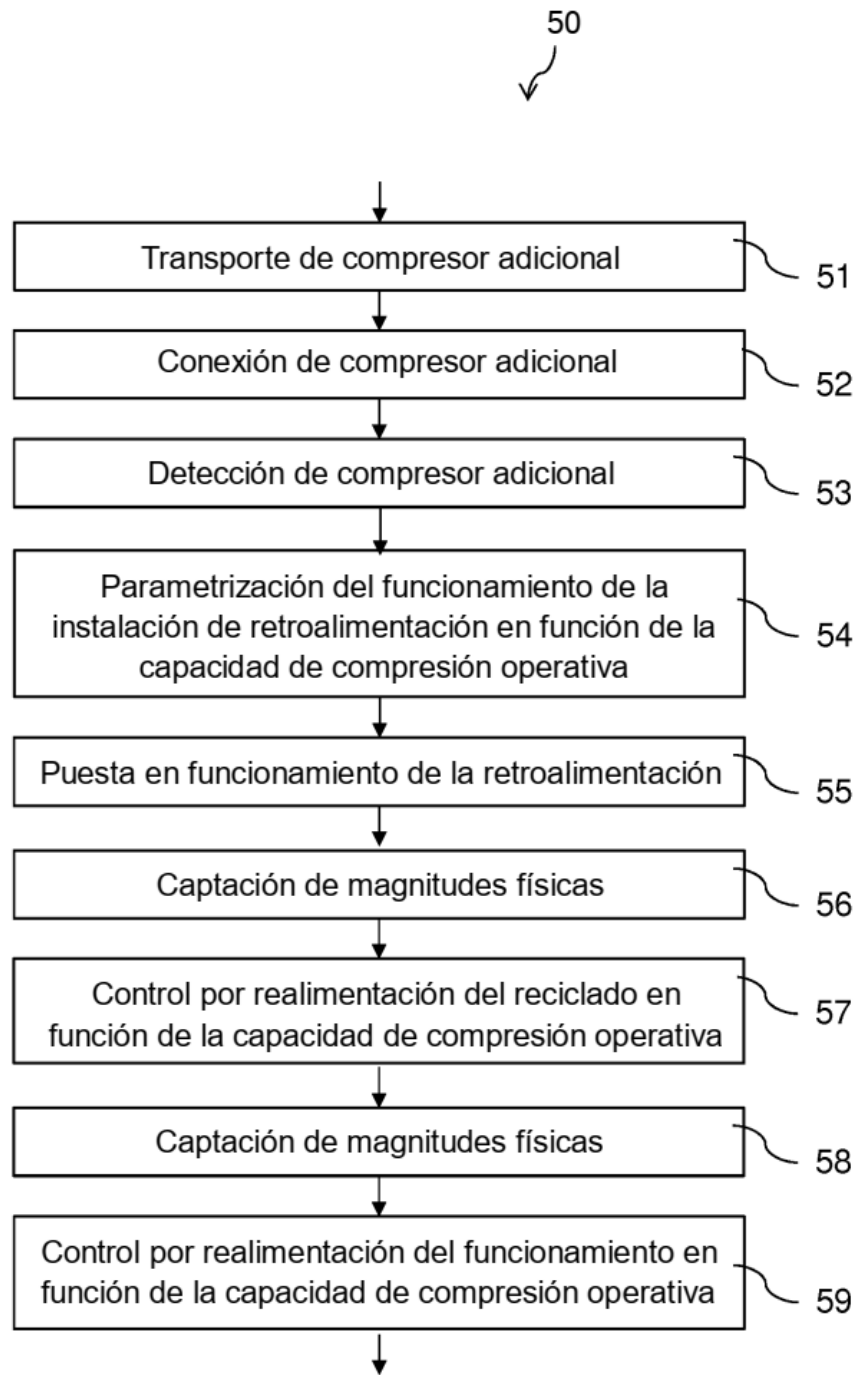 50
Transporte de compresor adicional
51
Conexión de compresor adicional
52
Detección de compresor adicional
53
Parametrización del funcionamiento de la
instalación de retroalimentación en función de la
capacidad de compresión operativa
54
Puesta en funcionamiento de la retroalimentación
55
Captación de magnitudes físicas
56
Control por realimentación del reciclado en
función de la capacidad de compresión operativa
57
Captación de magnitudes físicas
58
Control por realimentación del funcionamiento en
función de la capacidad de compresión operativa
59